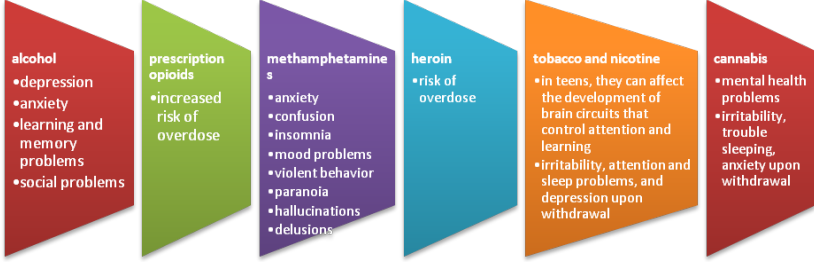 alcohol
•depression
•anxiety
•learning and
memory
problems
•social problems
prescription
opioids
•increased
risk of
overdose
methamphetamine
s
•anxiety
•confusion
•insomnia
•mood problems
•violent behavior
•paranoia
•hallucinations
•delusions
heroin
•risk of
overdose
tobacco and nicotine
•in teens, they can affect
the development of
brain circuits that
control attention and
learning
•irritability, attention and
sleep problems, and
depression upon
withdrawal
cannabis
•mental health
problems
•irritability,
trouble
sleeping,
anxiety upon
withdrawal